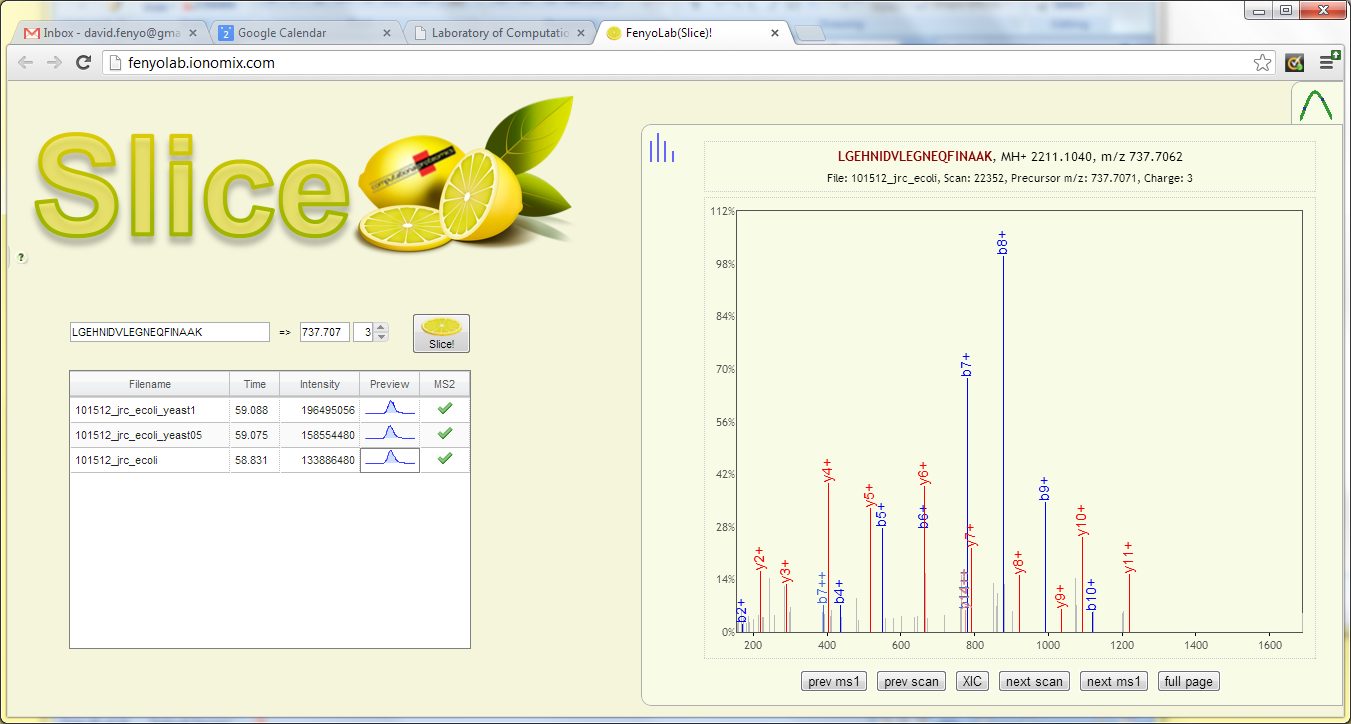 Inbox - david.fenyo@gma
Google Calendar
Laboratory of Computatio
FenyoLab(Slice)!
fenyolab.ionomix.com
Slice
computational proteomics
?
LGEHNIDVLEGNEQFINAAK => 737.707 3 Slice!
Filename Time Intensity Preview MS2
101512_jrc_ecoli_yeast1 59.088 196495056
101512_jrc_ecoli_yeast05 59.075 158554480
101512_jrc_ecoli 58.831 133886480
LGEHNIDVLEGNEQFINAAK, MH+ 2211.1040, m/z 737.7062
File: 101512_jrc_ecoli, Scan: 22352, Precursor m/z: 737.7071, Charge: 3
112%
98%
84%
70%
56%
42%
28%
14%
0%
b2+
y2+
y3+
b7++
y4+
b4+
y5+
b5+
y6+
b6+
b7+
y7+
b14++
b8+
y8+
b9+
y9+
y10+
b10+
y11+
200 400 600 800 1000 1200 1400 1600
prev ms1 prev scan XIC next scan next ms1 full page